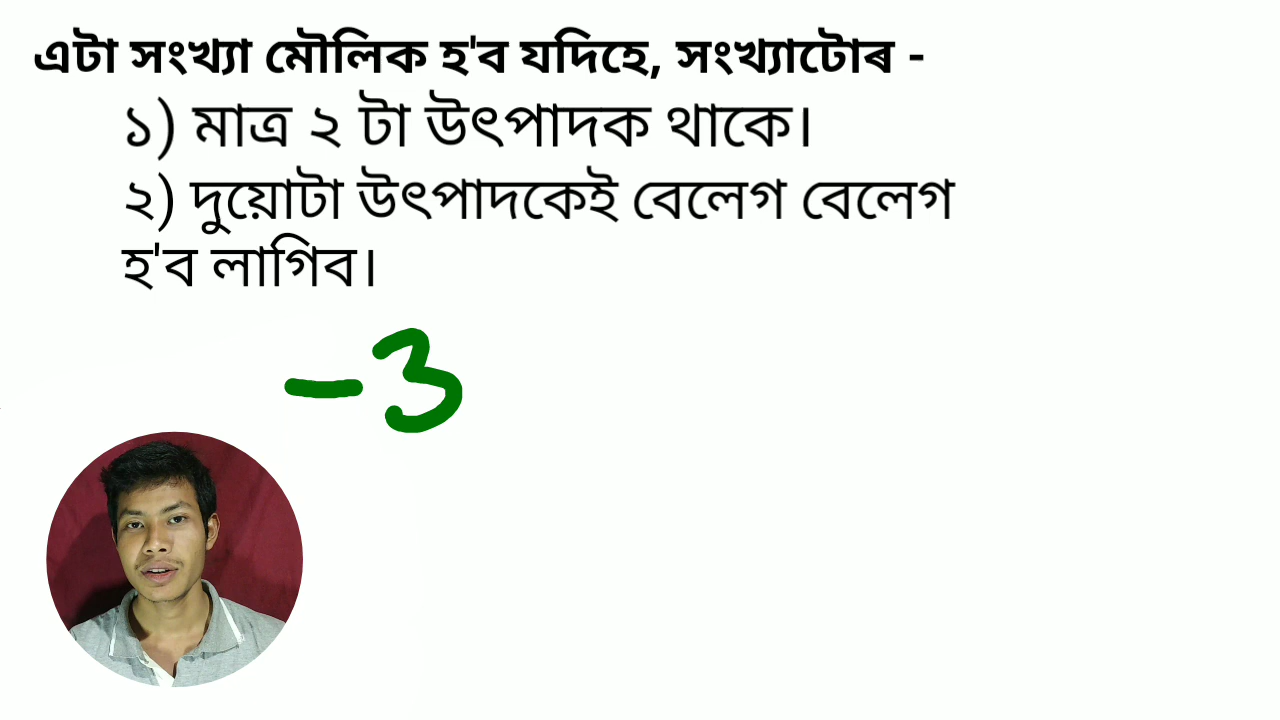 এটা সংখ্যা মৌলিক হ'ব যদিহে, সংখ্যাটোৰ -
১) মাত্ৰ ২ টা উৎপাদক থাকে।
২) দুয়োটা উৎপাদকেই বেলেগ বেলেগ
হ'ব লাগিব।
-3